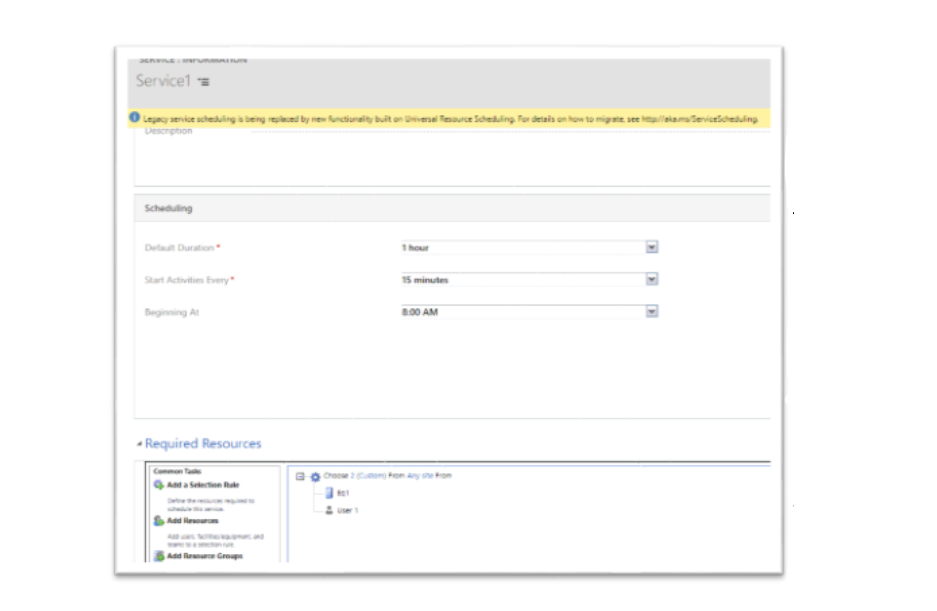 SERVICE : INFORMATION
Service1
Legacy service scheduling is being replaced by new functionality built on Universal Resource Scheduling. For details on how to migrate, see http://aka.ms/ServiceScheduling.
Description
Scheduling
Default Duration *
1 hour
Start Activities Every *
15 minutes
Beginning At
8:00 AM
Required Resources
Common Tasks
Add a Selection Rule
Define the resources required to
schedule this service.
Add Resources
Add users, facilities/equipment, and
teams to a selection rule.
Add Resource Groups
Choose 2 (Custom) From Any site From
Eq1
User 1